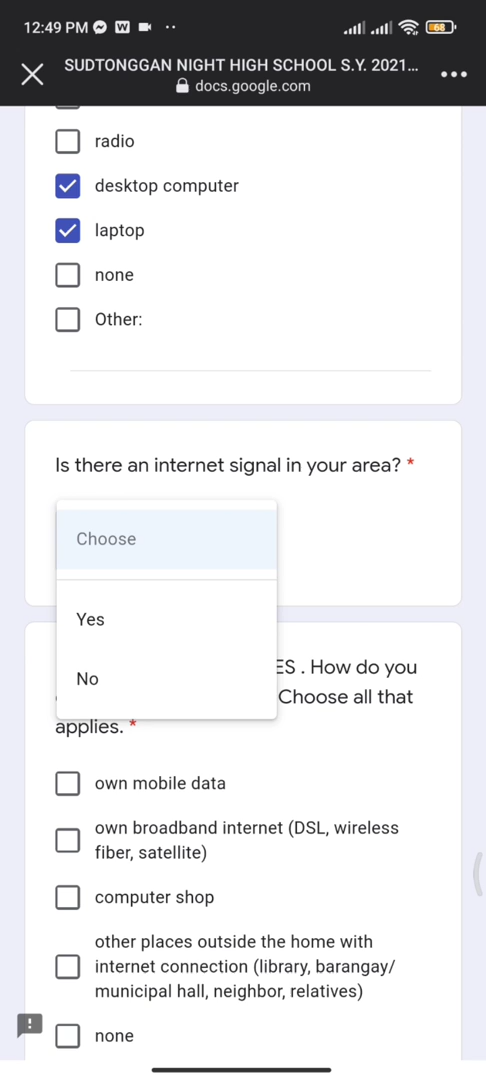 12:49 PM W
68
SUDTONGGAN NIGHT HIGH SCHOOL S.Y. 2021...
docs.google.com
radio
desktop computer
laptop
none
Other:
Is there an internet signal in your area? *
Choose
Yes
No
ES . How do you
Choose all that
applies. *
own mobile data
own broadband internet (DSL, wireless
fiber, satellite)
computer shop
other places outside the home with
internet connection (library, barangay/
municipal hall, neighbor, relatives)
none